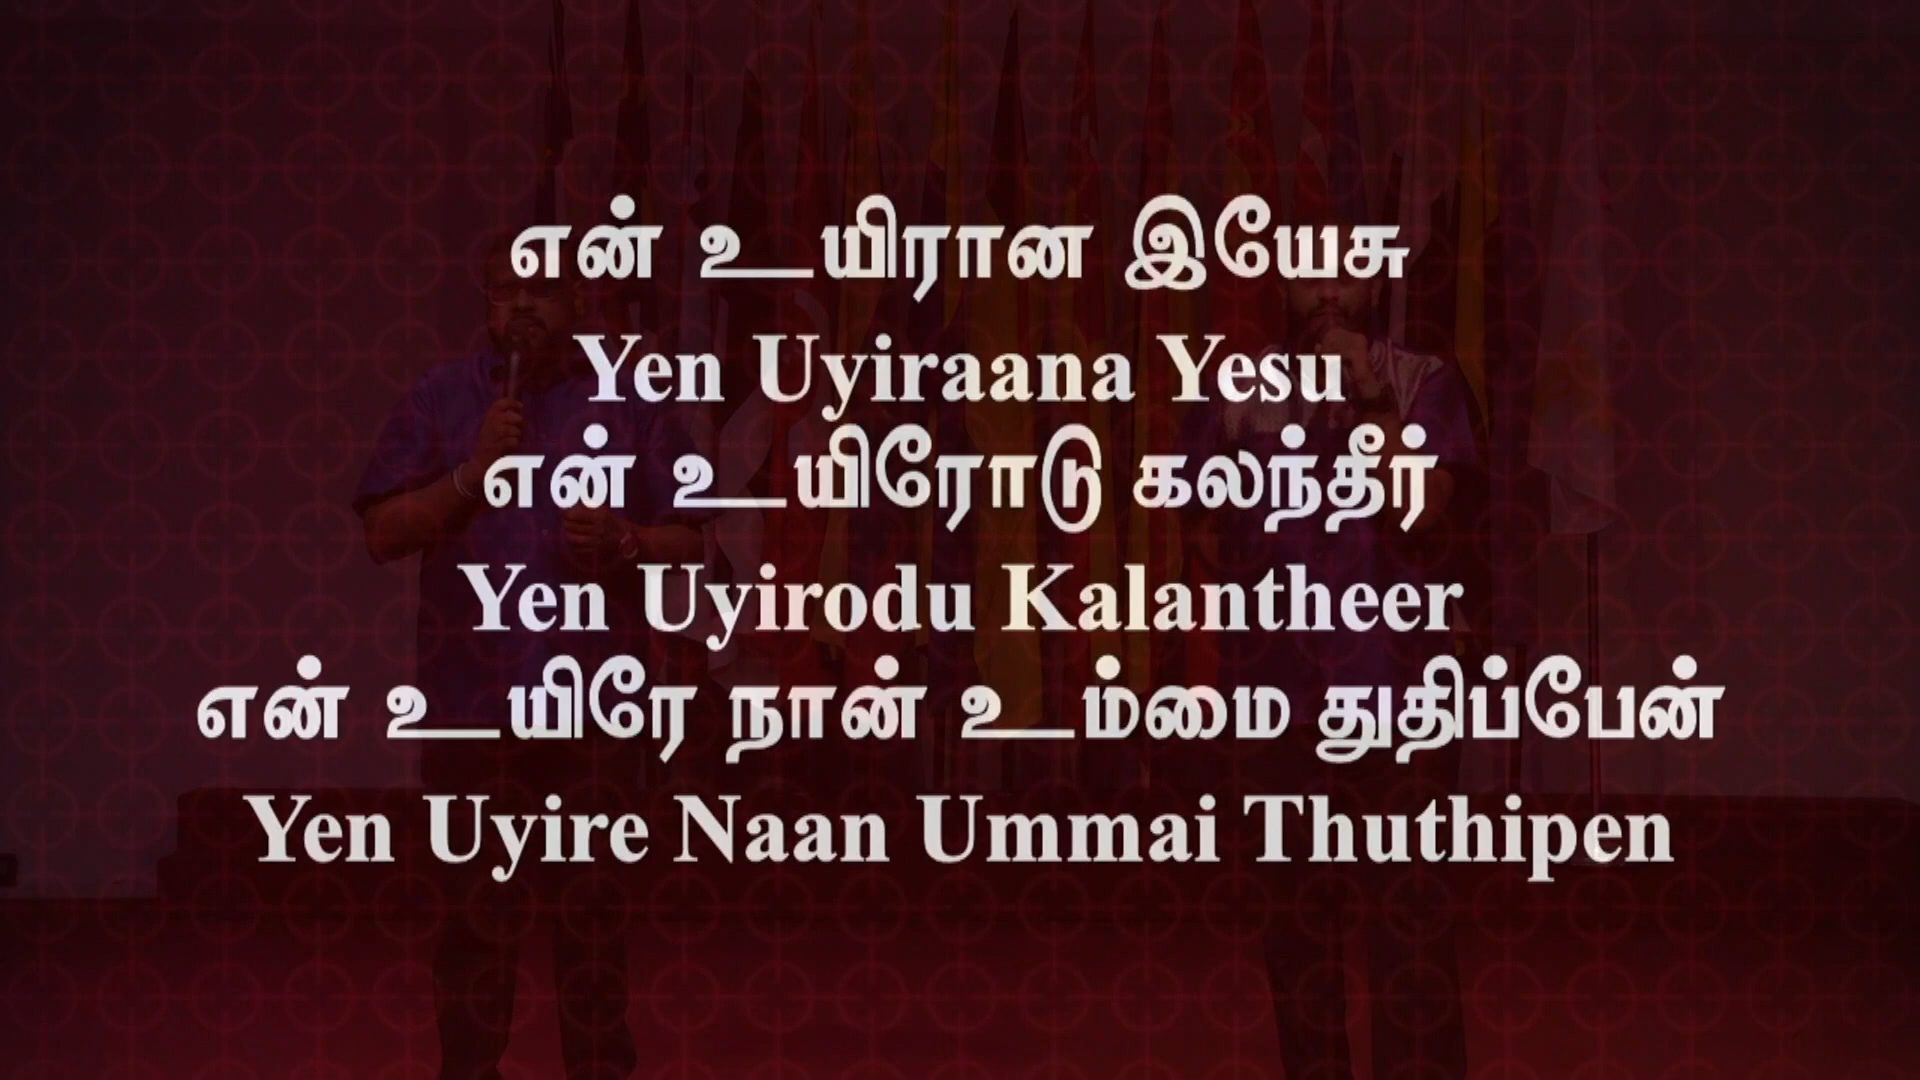 என் உயிரான இயேசு
Yen Uyiraana Yesu
என் உயிரோடு கலந்தீர்
Yen Uyirodu Kalantheer
என் உயிரே நான் உம்மை துதிப்பேன்
Yen Uyire Naan Ummai Thuthipen